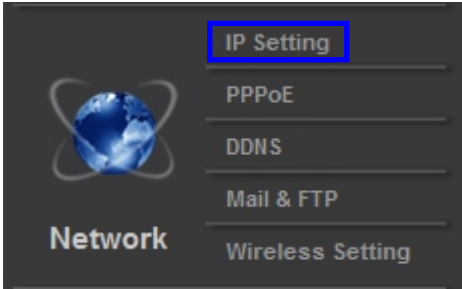 IP Setting
PPPoE
DDNS
Mail & FTP
Network
Wireless Setting